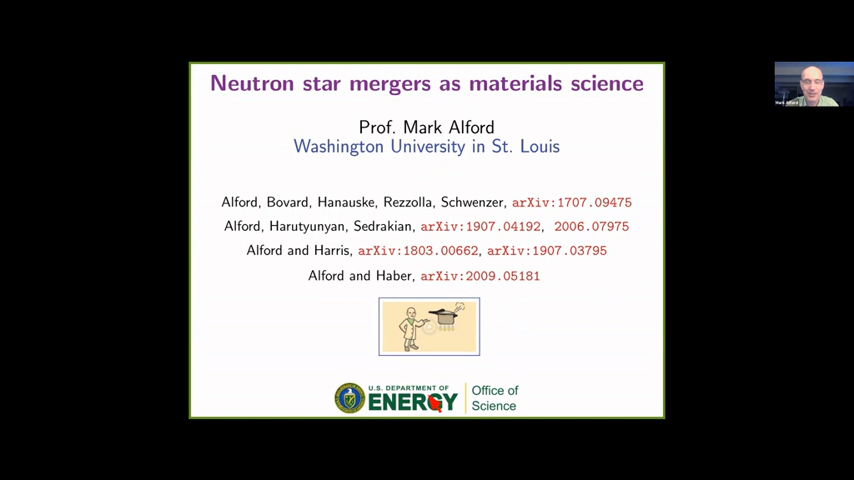 Neutron star mergers as materials science
Prof. Mark Alford
Washington University in St. Louis
Alford, Bovard, Hanauske, Rezzolla, Schwenzer, arXiv:1707.09475
Alford, Harutyunyan, Sedrakian, arXiv:1907.04192, 2006.07975
Alford and Harris, arXiv:1803.00662, arXiv:1907.03795
Alford and Haber, arXiv:2009.05181
U.S. DEPARTMENT OF
ENERGY
Office of
Science
Mark Alford